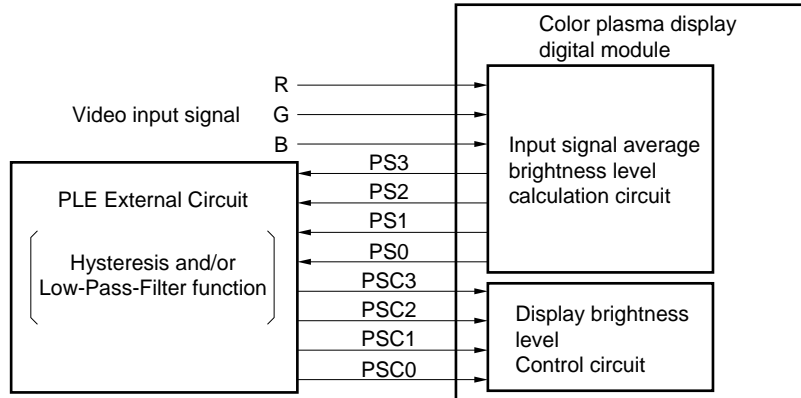 Color plasma display
digital module
R
Video input signal
G
B
Input signal average
brightness level
calculation circuit
PS3
PS2
PS1
PS0
PLE External Circuit
Hysteresis and/or
Low-Pass-Filter function
PSC3
PSC2
PSC1
PSC0
Display brightness
level
Control circuit